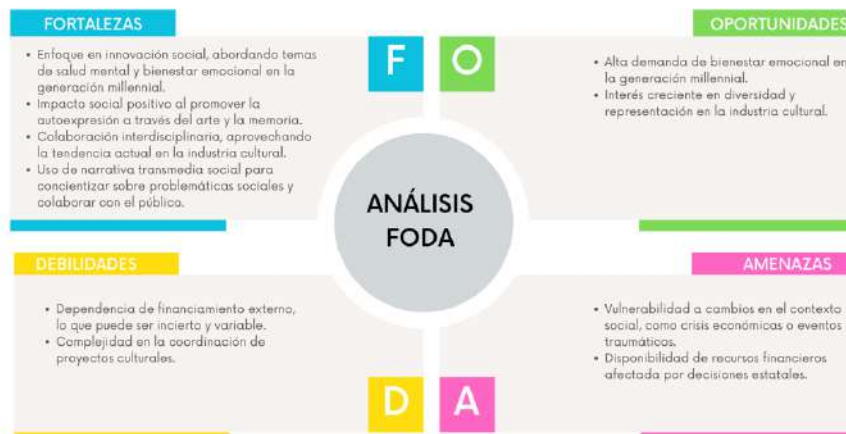 FORTALEZAS
• Enfoque en innovación social, abordando temas
de salud mental y bienestar emocional en la
generación millennial.
• Impacto social positivo al promover la
autoexpresión a través del arte y la memoria.
• Colaboración interdisciplinaria, aprovechando
la tendencia actual en la industria cultural.
• Uso de narrativa transmedia social para
concientizar sobre problemáticas sociales y
colaborar con el público.
F
O
OPORTUNIDADES
• Alta demanda de bienestar emocional en
la generación millennial.
• Interés creciente en diversidad y
representación en la industria cultural.
ANÁLISIS
FODA
DEBILIDADES
• Dependencia de financiamiento externo,
lo que puede ser incierto y variable.
• Complejidad en la coordinación de
proyectos culturales.
D
A
AMENAZAS
• Vulnerabilidad a cambios en el contexto
social, como crisis económicas o eventos
traumáticos.
• Disponibilidad de recursos financieros
afectada por decisiones estatales.